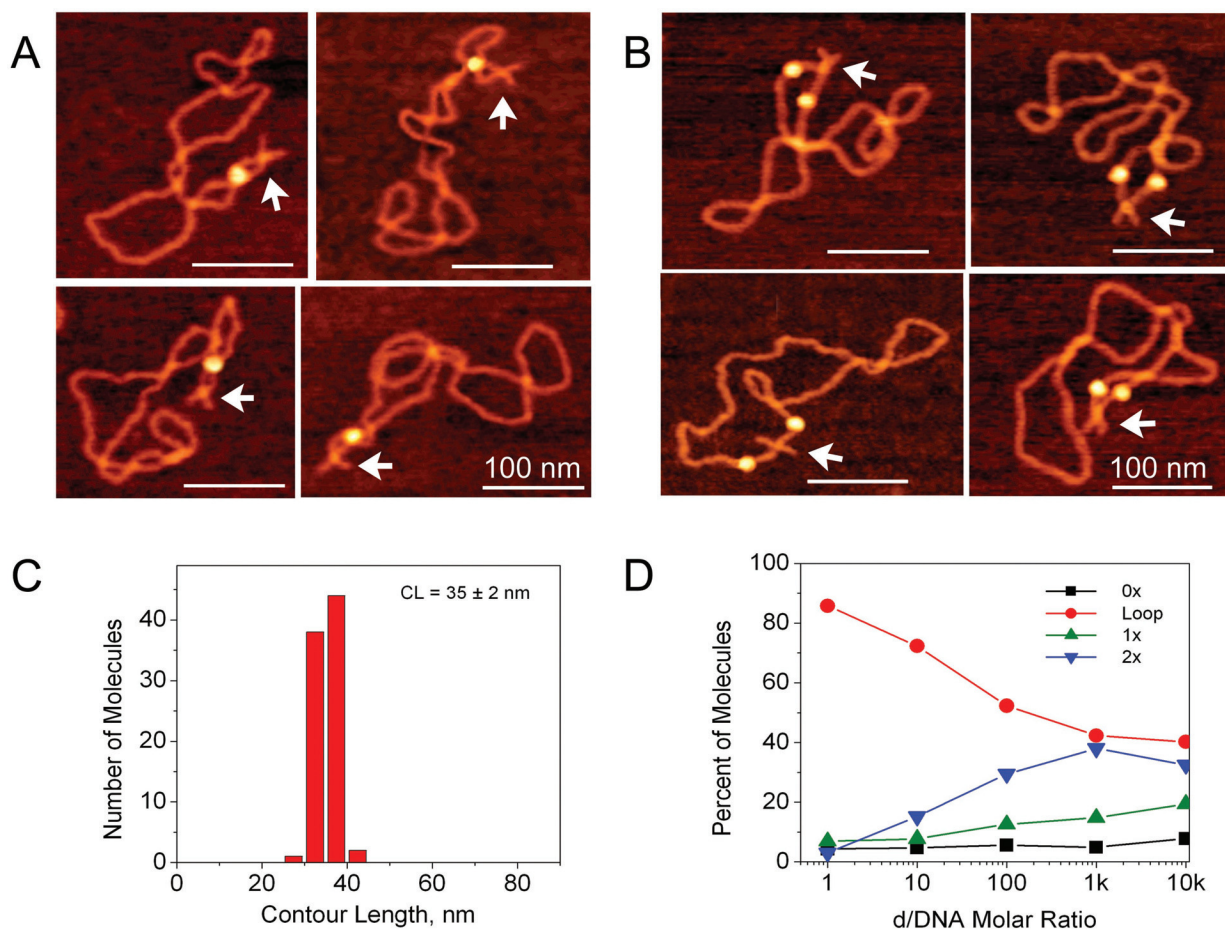 A
B
100 nm
100 nm
C
CL = 35 ± 2 nm
Number of Molecules
40
20
0
0
20
40
60
80
Contour Length, nm
D
0x
Loop
1x
2x
Percent of Molecules
100
80
60
40
20
0
1
10
100
1k
10k
d/DNA Molar Ratio